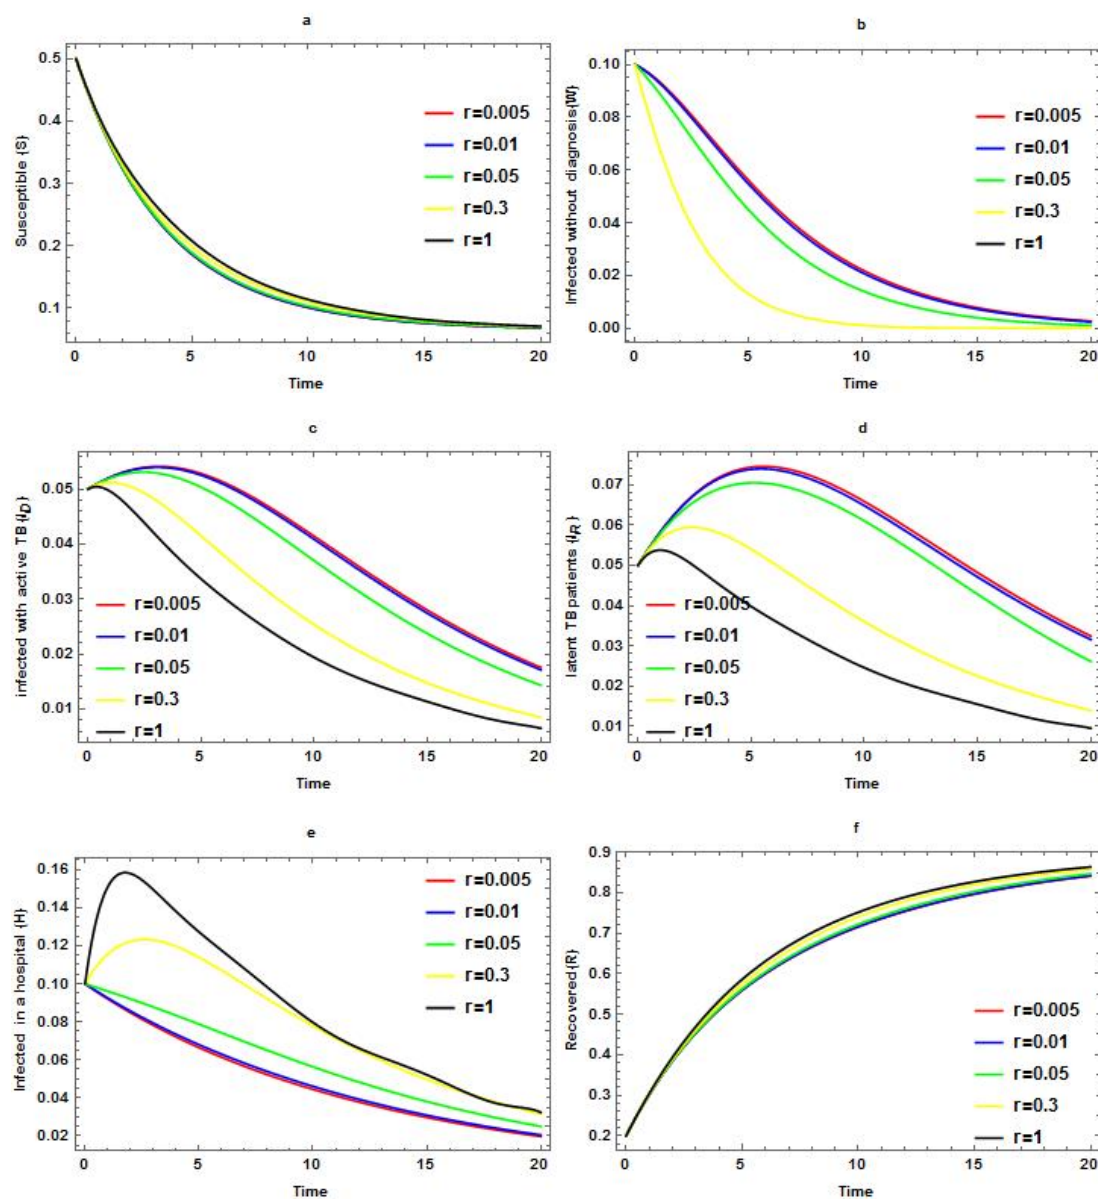 a
Susceptible {S}
0.5
0.4
0.3
0.2
0.1
r=0.005
r=0.01
r=0.05
r=0.3
r=1
0
5
10
15
20
Time
b
Infected without diagnosis{W}
0.10
0.08
0.06
0.04
0.02
0.00
r=0.005
r=0.01
r=0.05
r=0.3
r=1
0
5
10
15
20
Time
c
infected with active TB{I_D}
0.05
0.04
0.03
0.02
0.01
r=0.005
r=0.01
r=0.05
r=0.3
r=1
0
5
10
15
20
Time
d
latent TB patients {I_R}
0.07
0.06
0.05
0.04
0.03
0.02
0.01
r=0.005
r=0.01
r=0.05
r=0.3
r=1
0
5
10
15
20
Time
e
Infected in a hospital {H}
0.16
0.14
0.12
0.10
0.08
0.06
0.04
0.02
r=0.005
r=0.01
r=0.05
r=0.3
r=1
0
5
10
15
20
Time
f
Recovered{R}
0.9
0.8
0.7
0.6
0.5
0.4
0.3
0.2
r=0.005
r=0.01
r=0.05
r=0.3
r=1
0
5
10
15
20
Time